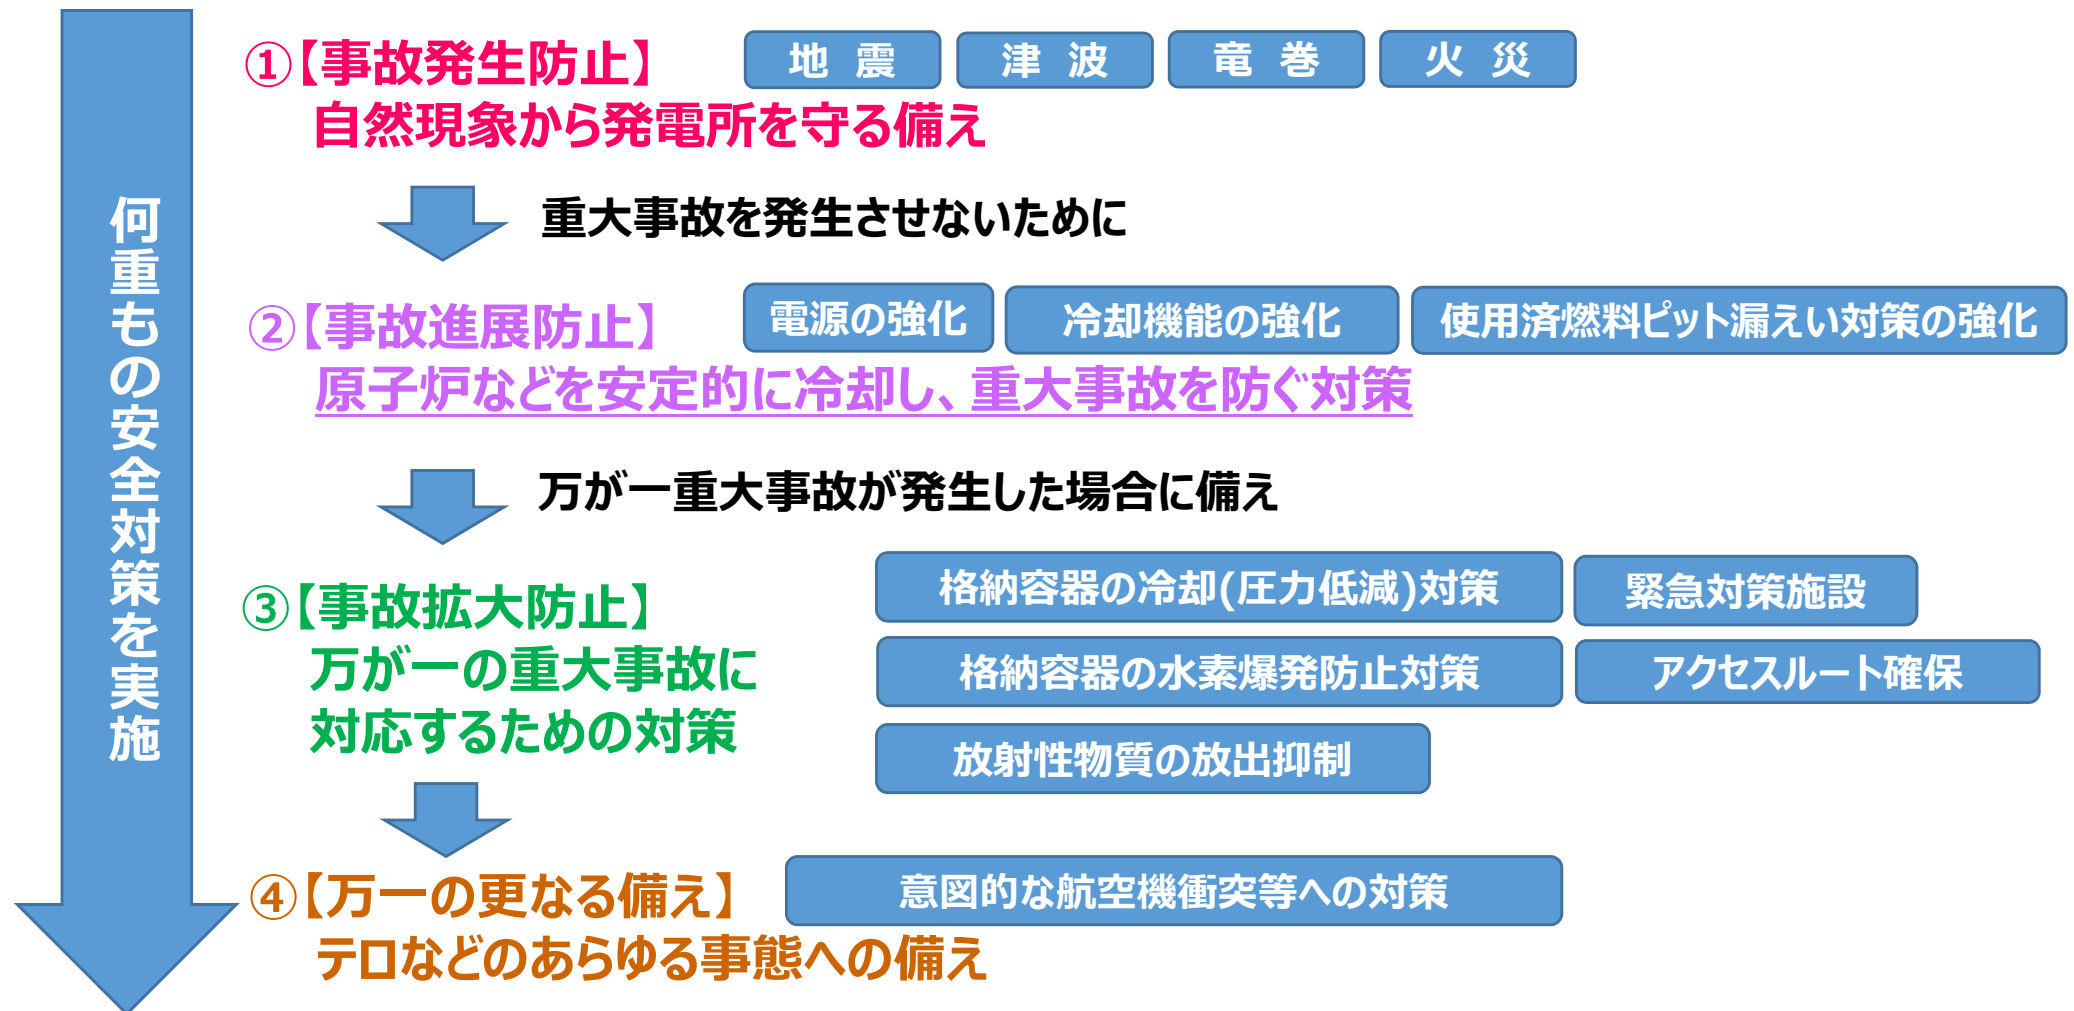 何重もの安全対策を実施
①【事故発生防止】
地 震
津 波
竜 巻
火 災
自然現象から発電所を守る備え
重大事故を発生させないために
②【事故進展防止】
電源の強化
冷却機能の強化
使用済燃料ピット漏えい対策の強化
原子炉などを安定的に冷却し、重大事故を防ぐ対策
万が一重大事故が発生した場合に備え
③【事故拡大防止】
万が一の重大事故に
対応するための対策
格納容器の冷却(圧力低減)対策
緊急対策施設
格納容器の水素爆発防止対策
アクセスルート確保
放射性物質の放出抑制
④【万一の更なる備え】
意図的な航空機衝突等への対策
テロなどのあらゆる事態への備え